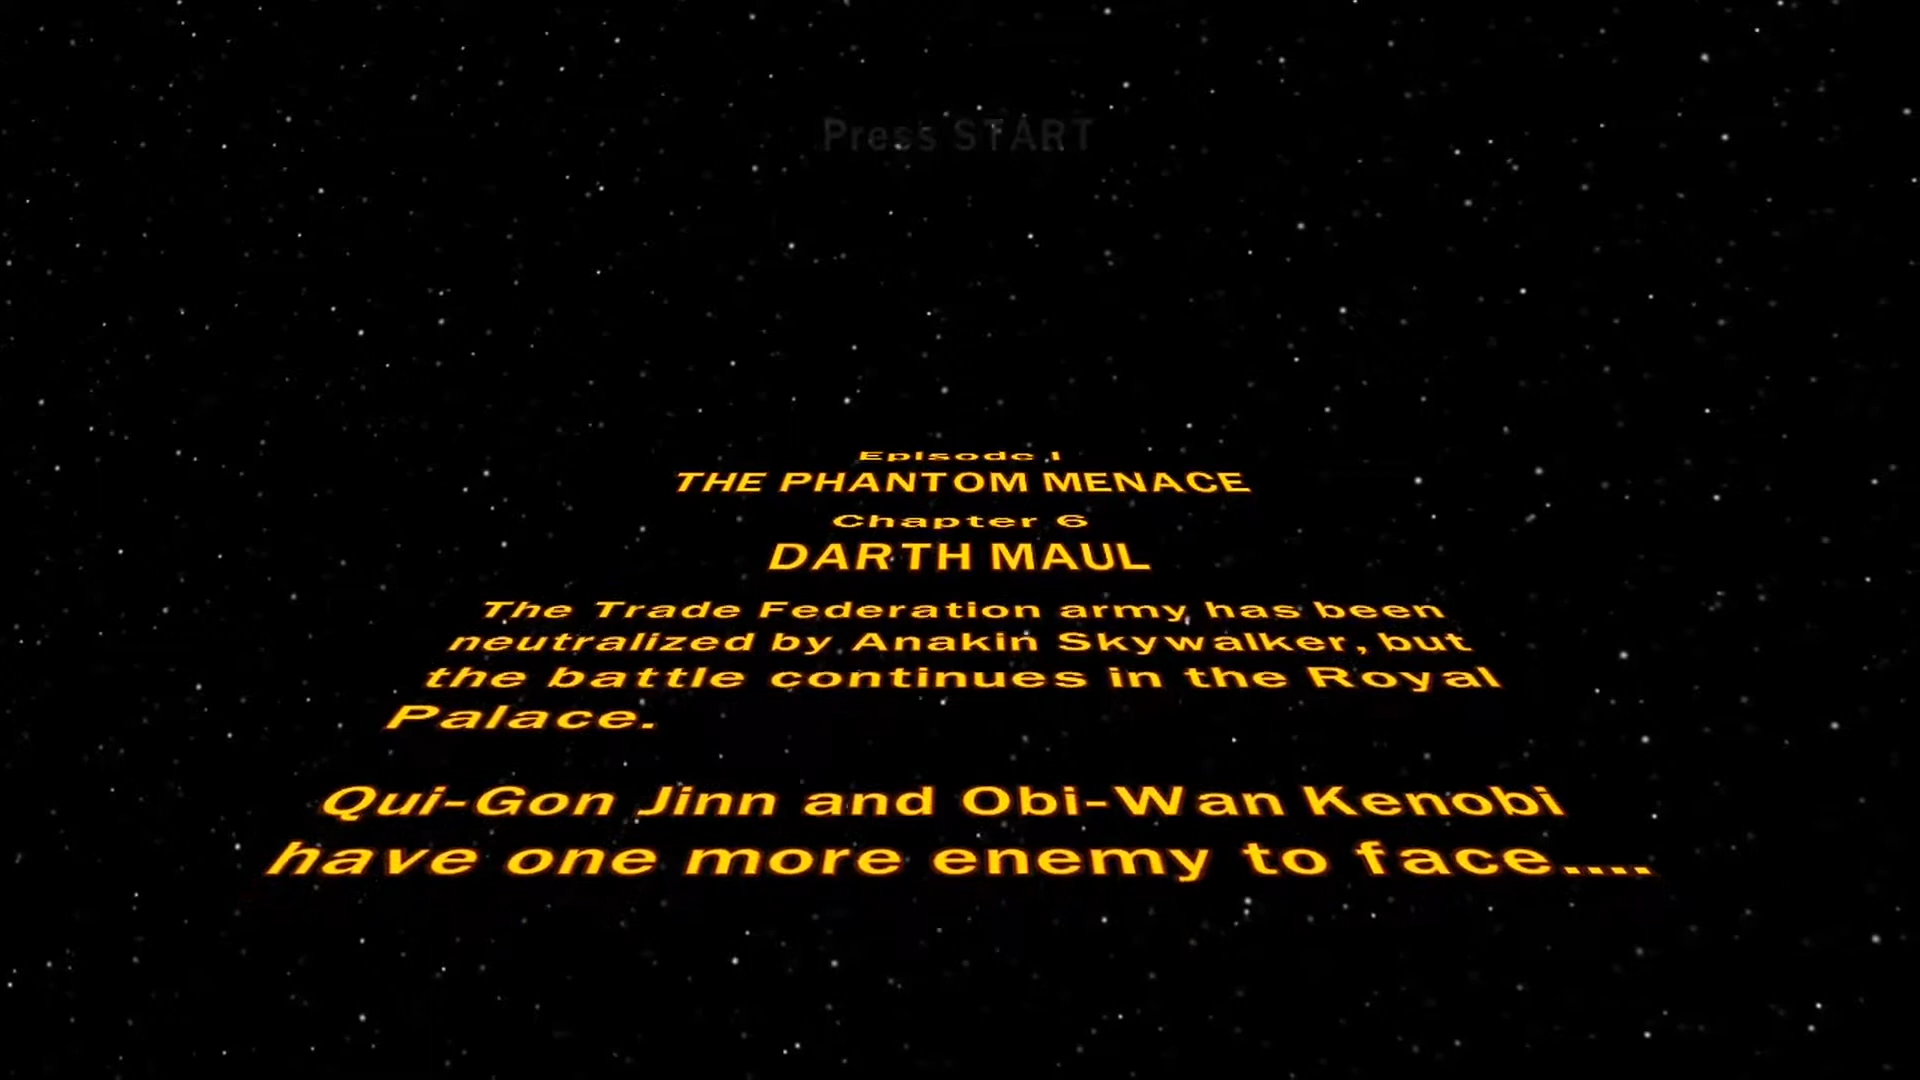 Press START
Episode I
THE PHANTOM MENACE
Chapter 6
DARTH MAUL
The Trade Federation army has been
neutralized by Anakin Skywalker, but
the battle continues in the Royal
Palace.
Qui-Gon Jinn and Obi-Wan Kenobi
have one more enemy to face....